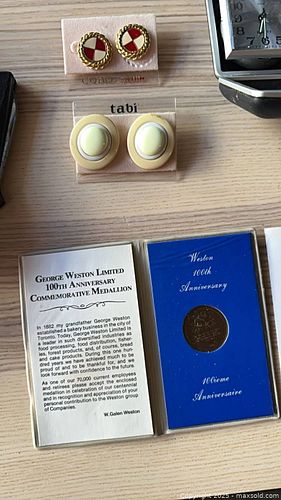 tabi
GEORGE WESTON LIMITED
100TH ANNIVERSARY
COMMEMORATIVE MEDALLION
In 1882 my grandfather George Weston
established a bakery business in the city of
Toronto. Today, George Weston Limited is
a leader in such diversified industries as
food processing, food distribution, fisher-
ies, forest products, and, of course, bread
and cake products. During this one hun-
dred years we have achieved much to be
proud of and to be thankful for, and we
look forward with confidence to the future.
As one of our 70,000 current employees
and retirees please accept the enclosed
medallion in celebration of our centennial
and in recognition and appreciation of your
personal contribution to the Weston group
of Companies.
W. Galen Weston
Weston
100th
Anniversary
100ieme
Anniversaire
Copyright 2025 - maxsold.com